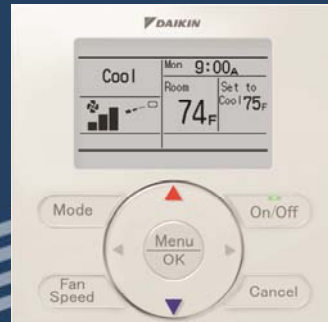 DAIKIN
Cool
Mon 9:00A
Room
Set to
Cool 75F
74F
Mode
On/Off
Menu
OK
Fan
Speed
Cancel